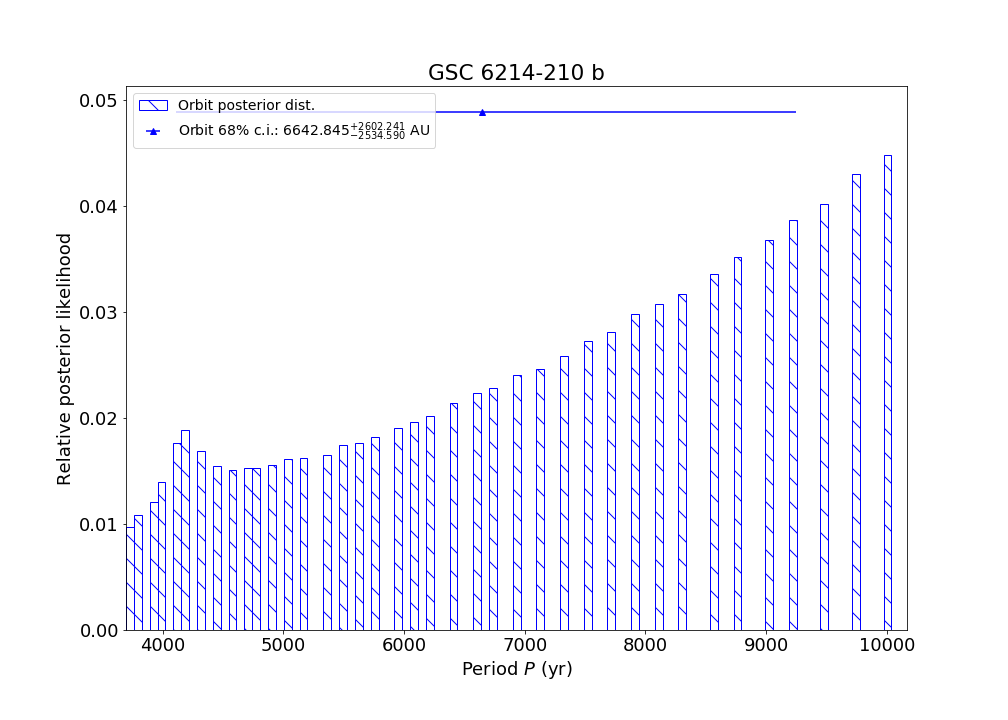 GSC 6214-210 b
Orbit posterior dist.
Orbit 68% c.i.: 6642.845 +2602.241 −2534.590 AU
Relative posterior likelihood
0.05
0.04
0.03
0.02
0.01
0.00
4000 5000 6000 7000 8000 9000 10000
Period P (yr)